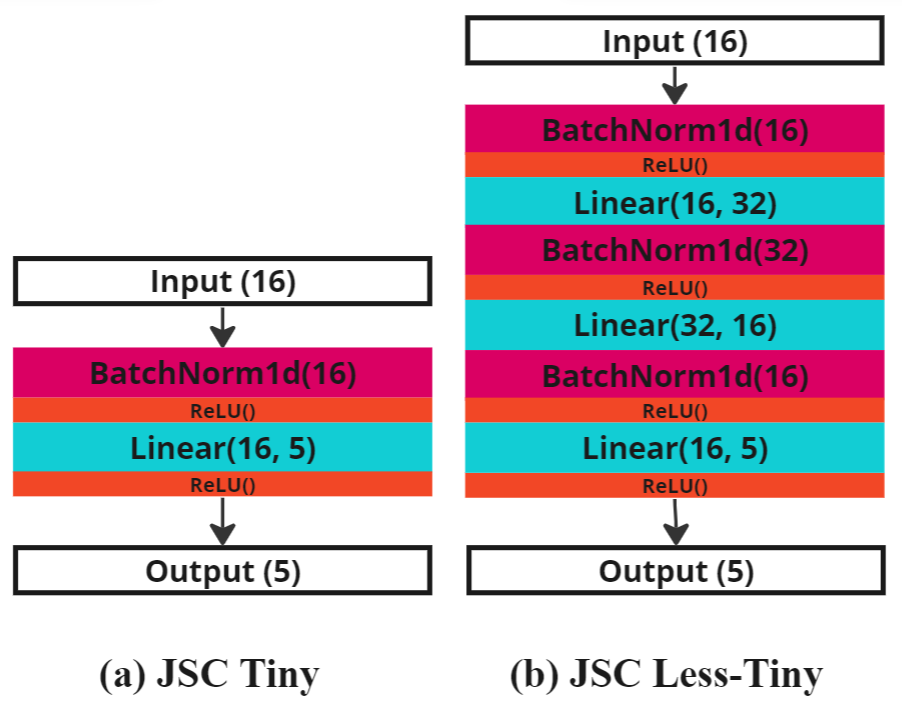 Input (16)
BatchNorm1d(16)
ReLU()
Linear(16, 5)
ReLU()
Output (5)
(a) JSC Tiny
Input (16)
BatchNorm1d(16)
ReLU()
Linear(16, 32)
BatchNorm1d(32)
ReLU()
Linear(32, 16)
BatchNorm1d(16)
ReLU()
Linear(16, 5)
ReLU()
Output (5)
(b) JSC Less-Tiny